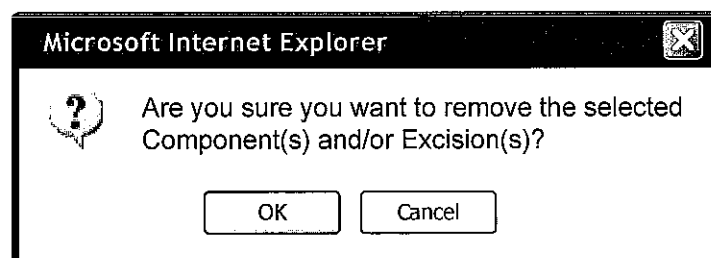 Microsoft Internet Explorer
Are you sure you want to remove the selected
Component(s) and/or Excision(s)?
OK Cancel